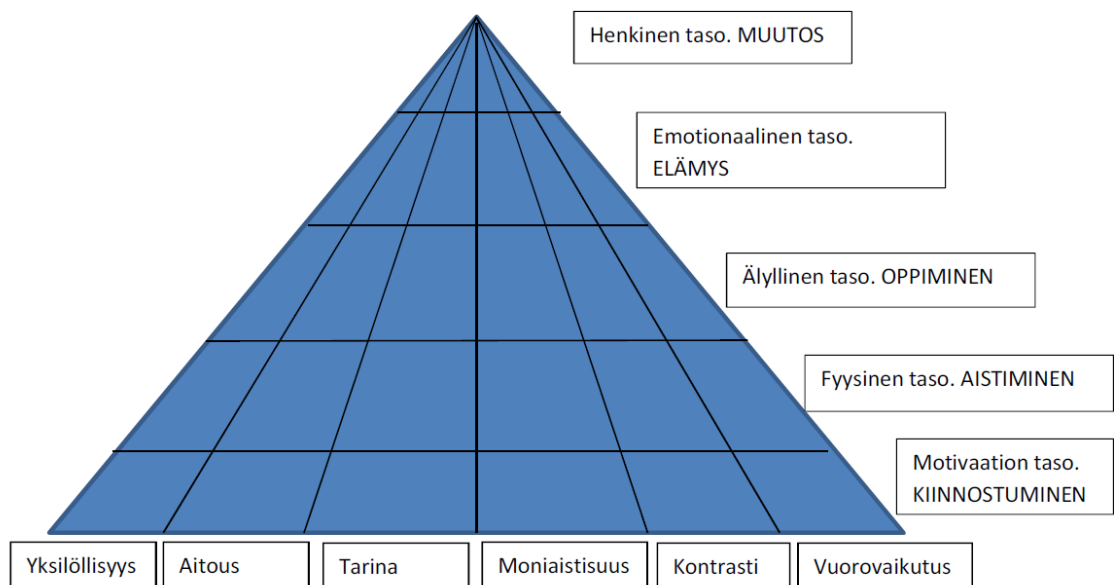 Henkinen taso. MUUTOS
Emotionaalinen taso.
ELÄMYS
Älyllinen taso. OPPIMINEN
Fyysinen taso. AISTIMINEN
Motivaation taso.
KIINNOSTUMINEN
Yksilöllisyys
Aitous
Tarina
Moniaistisuus
Kontrasti
Vuorovaikutus